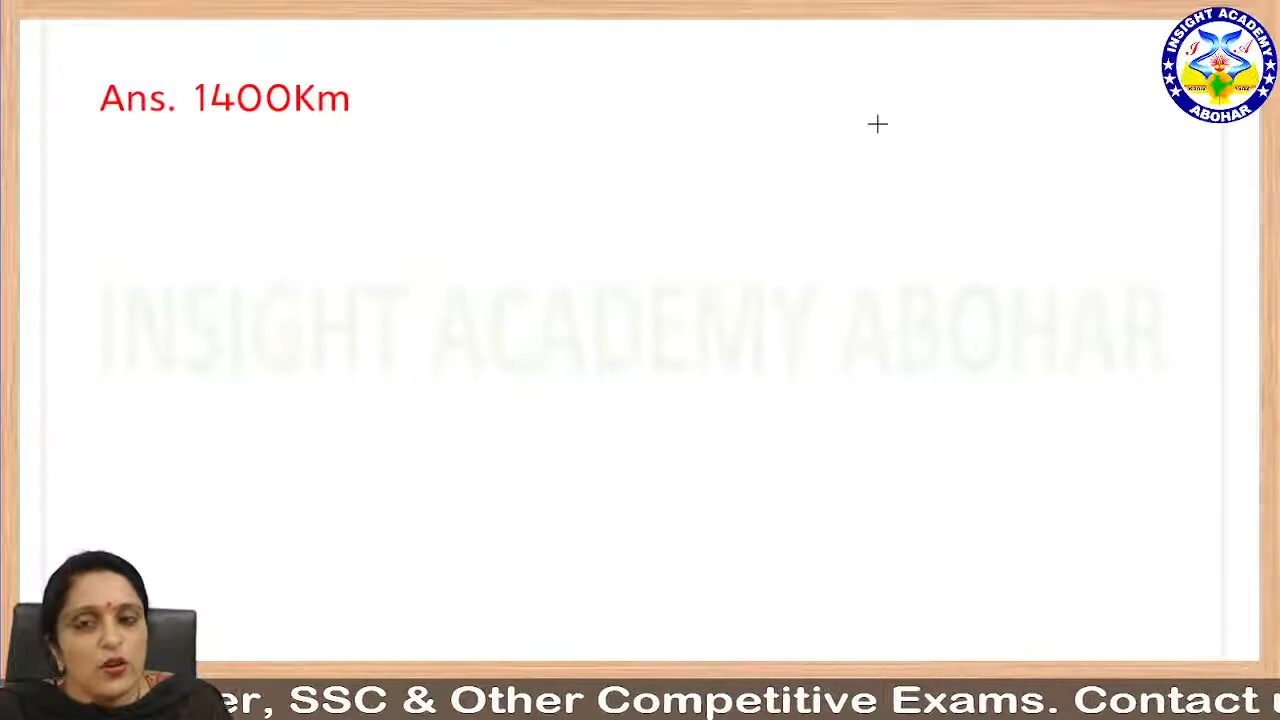 INSIGHT ACADEMY
I A
ABOHAR
Ans. 1400Km
INSIGHT ACADEMY ABOHAR
er, SSC & Other Competitive Exams. Contact